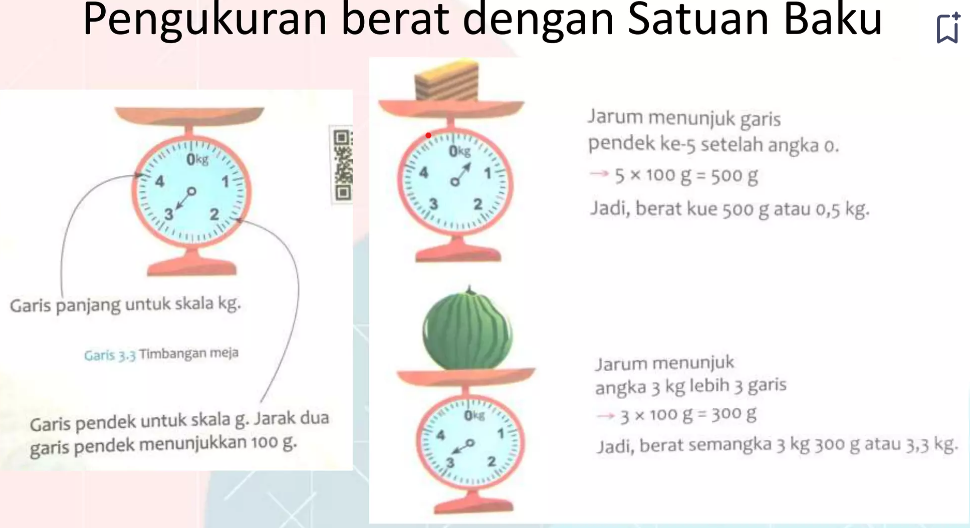 Pengukuran berat dengan Satuan Baku
0kg
1
2
3
4
Garis panjang untuk skala kg.
Garis 3.3 Timbangan meja
Garis pendek untuk skala g. Jarak dua
garis pendek menunjukkan 100 g.
0kg
1
2
3
4
Jarum menunjuk garis
pendek ke-5 setelah angka 0.
→ 5 × 100 g = 500 g
Jadi, berat kue 500 g atau 0,5 kg.
0kg
1
2
3
4
Jarum menunjuk
angka 3 kg lebih 3 garis
→ 3 × 100 g = 300 g
Jadi, berat semangka 3 kg 300 g atau 3,3 kg.